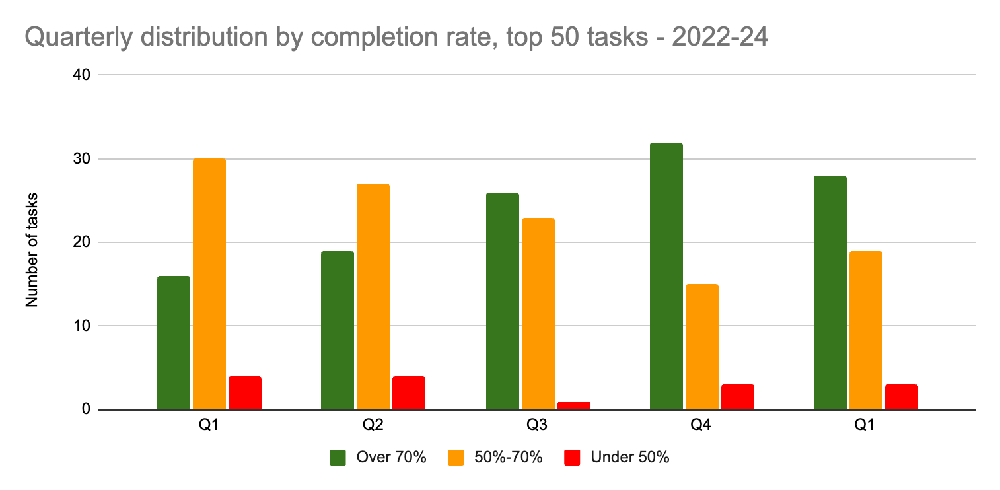 Quarterly distribution by completion rate, top 50 tasks - 2022-24
40
30
20
10
0
Number of tasks
Q1 Q2 Q3 Q4 Q1
Over 70% 50%-70% Under 50%